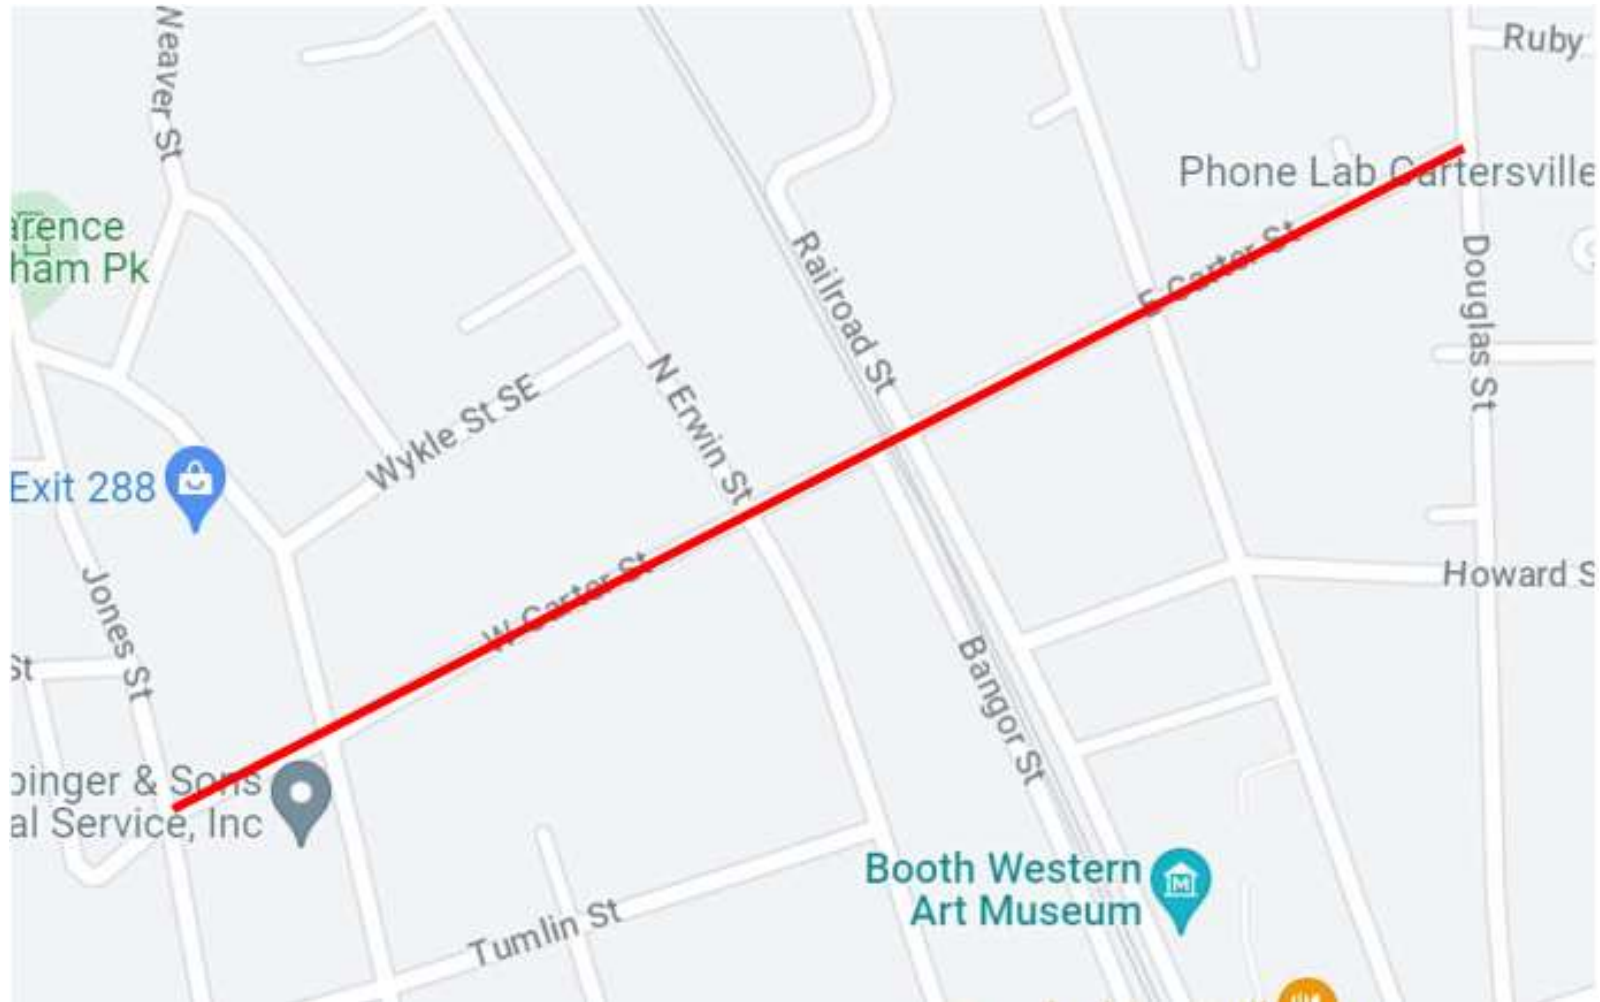 Weaver St
Ruby
Phone Lab Cartersville
arence
ham Pk
Railroad St
E Carter St
Douglas St
Wykle St SE
N Erwin St
Exit 288
W Carter St
Jones St
Howard S
St
Bangor St
binger & Sons
al Service, Inc
Booth Western
Art Museum
Tumlin St